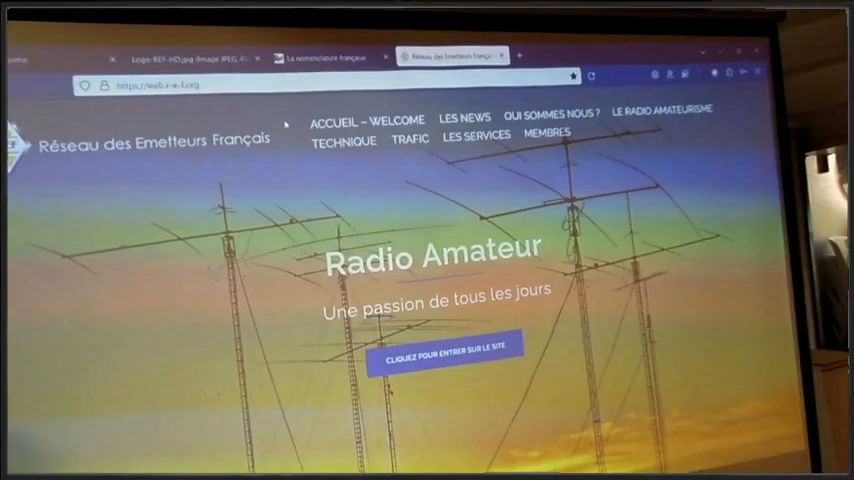 Logo-REF-HD.jpg (Image JPEG, 4
La nomenclature française
Réseau des Emetteurs França
https://web.r-e-f.org
Réseau des Emetteurs Français
ACCUEIL – WELCOME LES NEWS QUI SOMMES NOUS ? LE RADIO AMATEURISME
TECHNIQUE TRAFIC LES SERVICES MEMBRES
Radio Amateur
Une passion de tous les jours
CLIQUEZ POUR ENTRER SUR LE SITE